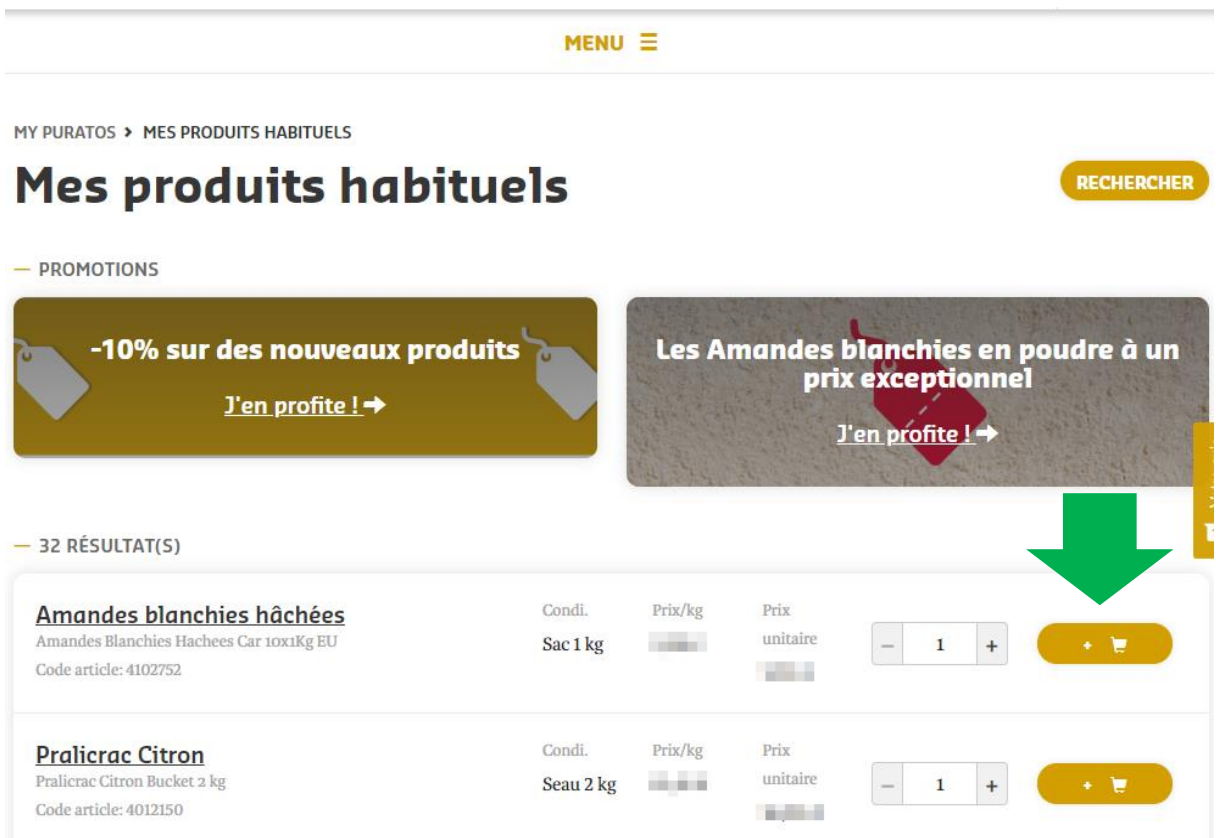 MENU
MY PURATOS > MES PRODUITS HABITUELS
Mes produits habituels
RECHERCHER
PROMOTIONS
-10% sur des nouveaux produits
J'en profite !
Les Amandes blanchies en poudre à un
prix exceptionnel
J'en profite !
32 RÉSULTAT(S)
Amandes blanchies hâchées
Amandes Blanchies Hachees Car 10x1Kg EU
Code article: 4102752
Condi.
Sac 1 kg
Prix/kg
Prix
unitaire
− 1 +
+
Pralicrac Citron
Pralicrac Citron Bucket 2 kg
Code article: 4012150
Condi.
Seau 2 kg
Prix/kg
Prix
unitaire
− 1 +
+